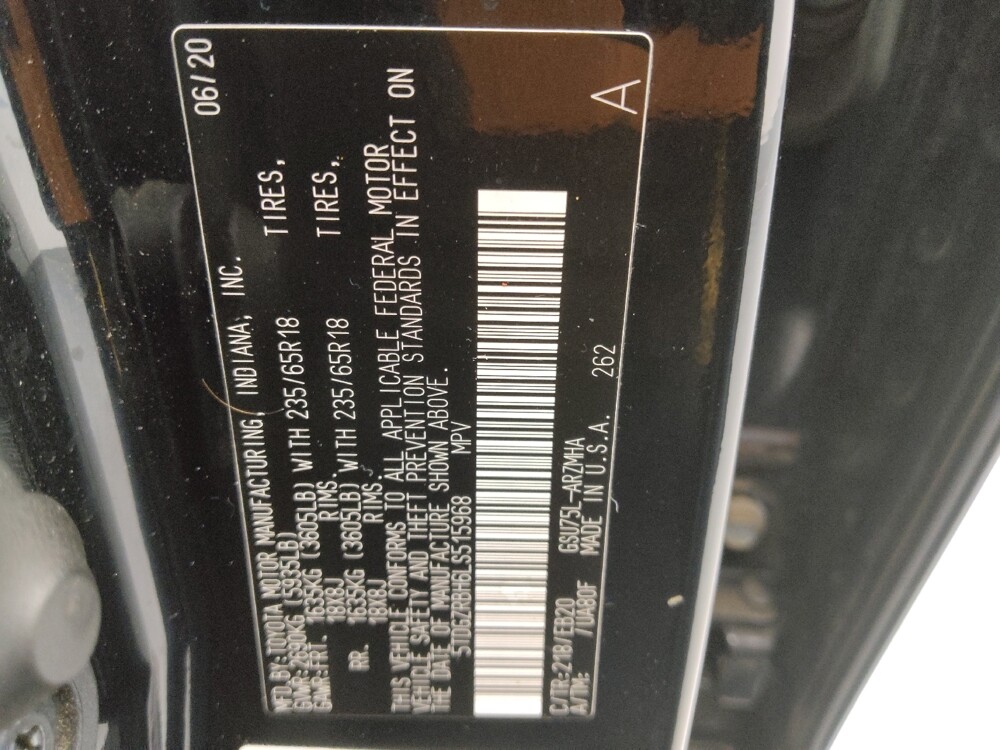 MFD.BY:TOYOTA MOTOR MANUFACTURING, INDIANA, INC. 06/20
GVWR:2690KG (5935LB)
GAWR:FRT. 1635KG (3605LB) WITH 235/65R18 TIRES,
18X8J RIMS.
RR. 1635KG (3605LB) WITH 235/65R18 TIRES,
18X8J RIMS.
THIS VEHICLE CONFORMS TO ALL APPLICABLE FEDERAL MOTOR
VEHICLE SAFETY AND THEFT PREVENTION STANDARDS IN EFFECT ON
THE DATE OF MANUFACTURE SHOWN ABOVE.
5TDGZRBH6LS515968 MPV
C/TR:218/EB20 GSU75L-ARZMHA
A/TM: /UA80F MADE IN U.S.A. 262 A